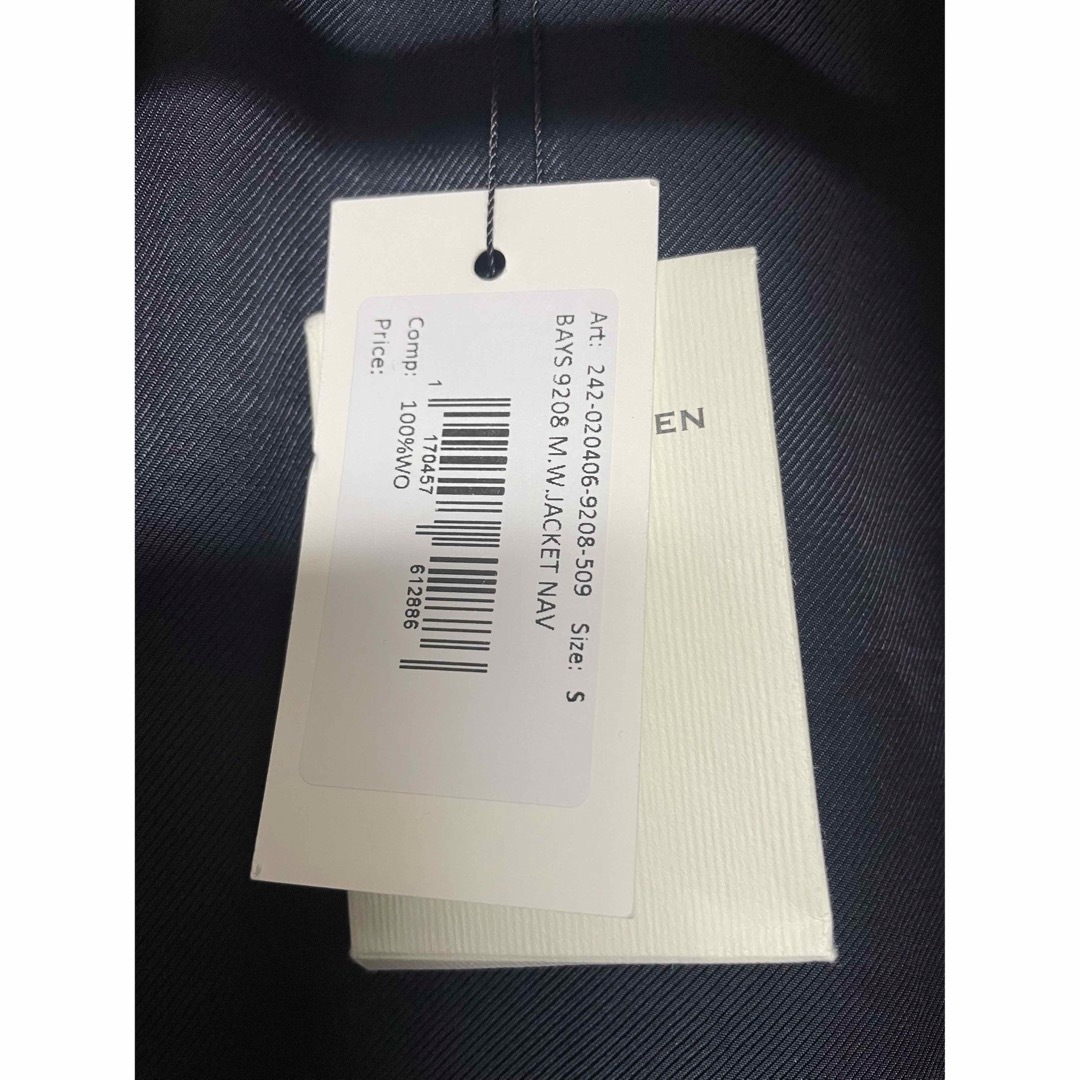 Art: 242-020406-9208-509 Size: S
BAYS 9208 M.W.JACKET NAV
1 170457 612886
Comp: 100%WO
Price:
EN